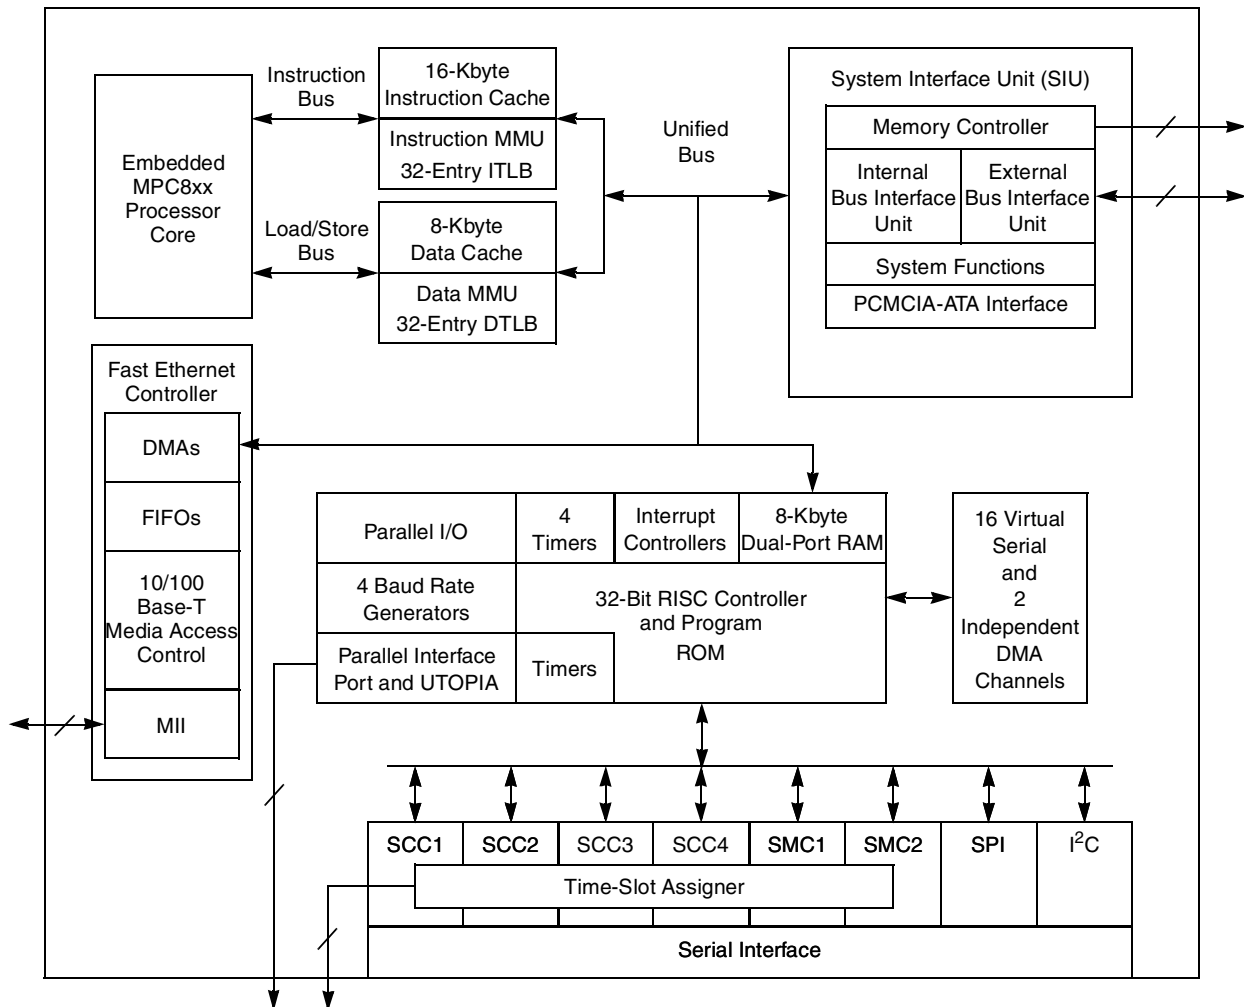 Embedded
MPC8xx
Processor
Core
Instruction
Bus
Load/Store
Bus
16-Kbyte
Instruction Cache
Instruction MMU
32-Entry ITLB
8-Kbyte
Data Cache
Data MMU
32-Entry DTLB
Unified
Bus
System Interface Unit (SIU)
Memory Controller
Internal
Bus Interface
Unit
External
Bus Interface
Unit
System Functions
PCMCIA-ATA Interface
Fast Ethernet
Controller
DMAs
FIFOs
10/100
Base-T
Media Access
Control
MII
Parallel I/O
4
Timers
Interrupt
Controllers
8-Kbyte
Dual-Port RAM
4 Baud Rate
Generators
32-Bit RISC Controller
and Program
ROM
Parallel Interface
Port and UTOPIA
Timers
16 Virtual
Serial
and
2
Independent
DMA
Channels
SCC1
SCC2
SCC3
SCC4
SMC1
SMC2
SPI
I²C
Time-Slot Assigner
Serial Interface